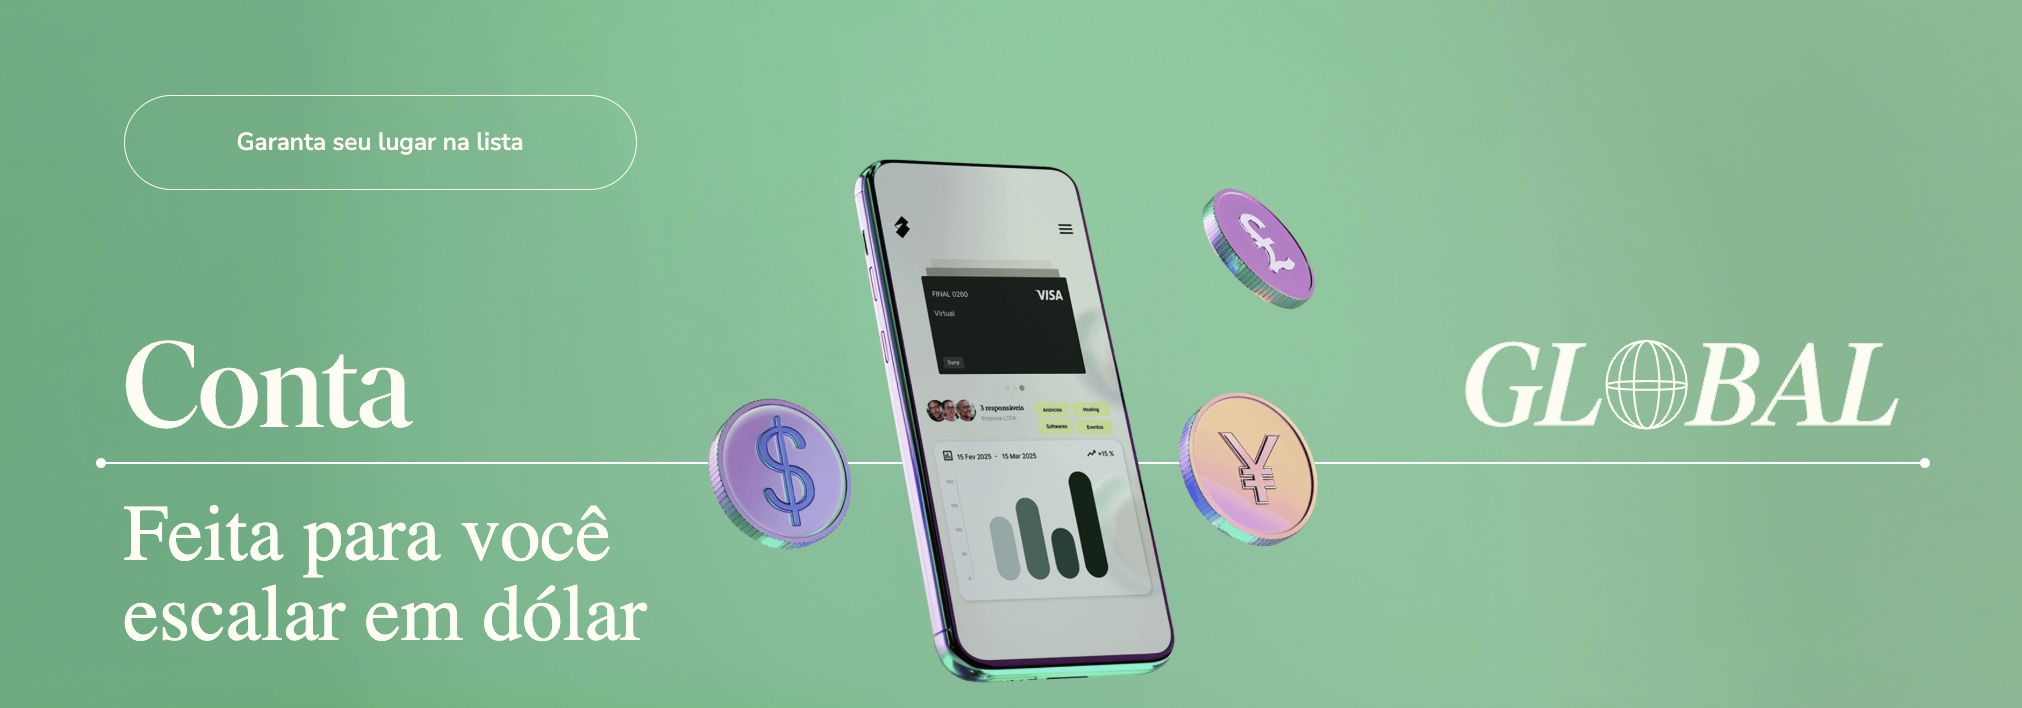 Garanta seu lugar na lista
Conta
GLOBAL
Feita para você
escalar em dólar
FINAL 0260
VISA
Virtual
livre
3 responsáveis
Empresa LTDA
Anúncios
Hosting
Softwares
Eventos
15 Fev 2025 - 15 Mar 2025
+15 %
$
£
¥